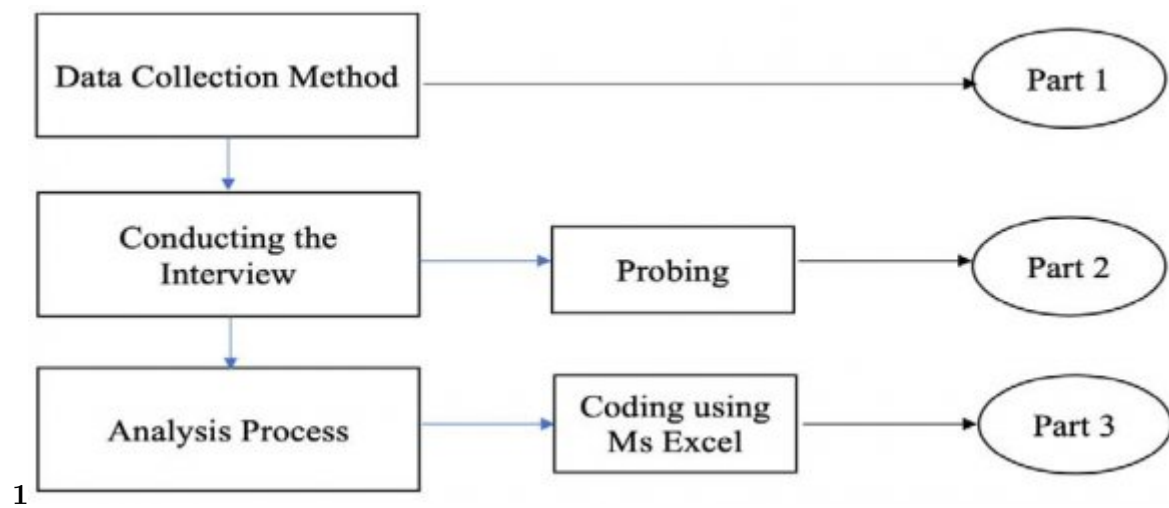 Data Collection Method
Part 1
Conducting the
Interview
Probing
Part 2
Analysis Process
Coding using
Ms Excel
Part 3
1